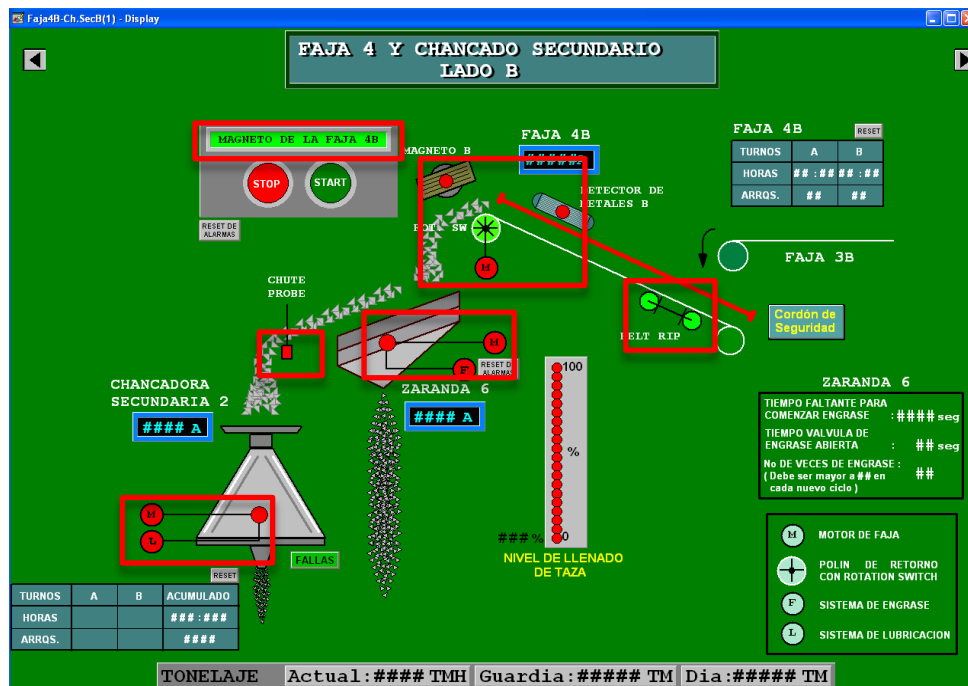 Faja4B-Ch.SecB(1) - Display
FAJA 4 Y CHANCADO SECUNDARIO
LADO B
MAGNETO DE LA FAJA 4B
STOP
START
RESET DE
ALARMAS
MAGNETO B
FAJA 4B
DETECTOR DE
METALES B
ROT. SW
M
FAJA 4B
RESET
TURNOS A B
HORAS ##:## ##:##
ARRQS. ## ##
FAJA 3B
CHUTE
PROBE
BELT RIP
Cordón de
Seguridad
M
F
RESET DE
ALARMAS
ZARANDA 6
#### A
CHANCADORA
SECUNDARIA 2
#### A
M
L
FALLAS
100
%
###% 0
NIVEL DE LLENADO
DE TAZA
ZARANDA 6
TIEMPO FALTANTE PARA
COMENZAR ENGRASE :####seg
TIEMPO VALVULA DE
ENGRASE ABIERTA : ##seg
No DE VECES DE ENGRASE :
( Debe ser mayor a ## en ##
cada nuevo ciclo )
M MOTOR DE FAJA
POLIN DE RETORNO
CON ROTATION SWITCH
F SISTEMA DE ENGRASE
L SISTEMA DE LUBRICACION
RESET
TURNOS A B ACUMULADO
HORAS ###:###
ARRQS. ####
TONELAJE Actual:#### TMH Guardia:##### TM Dia:##### TM